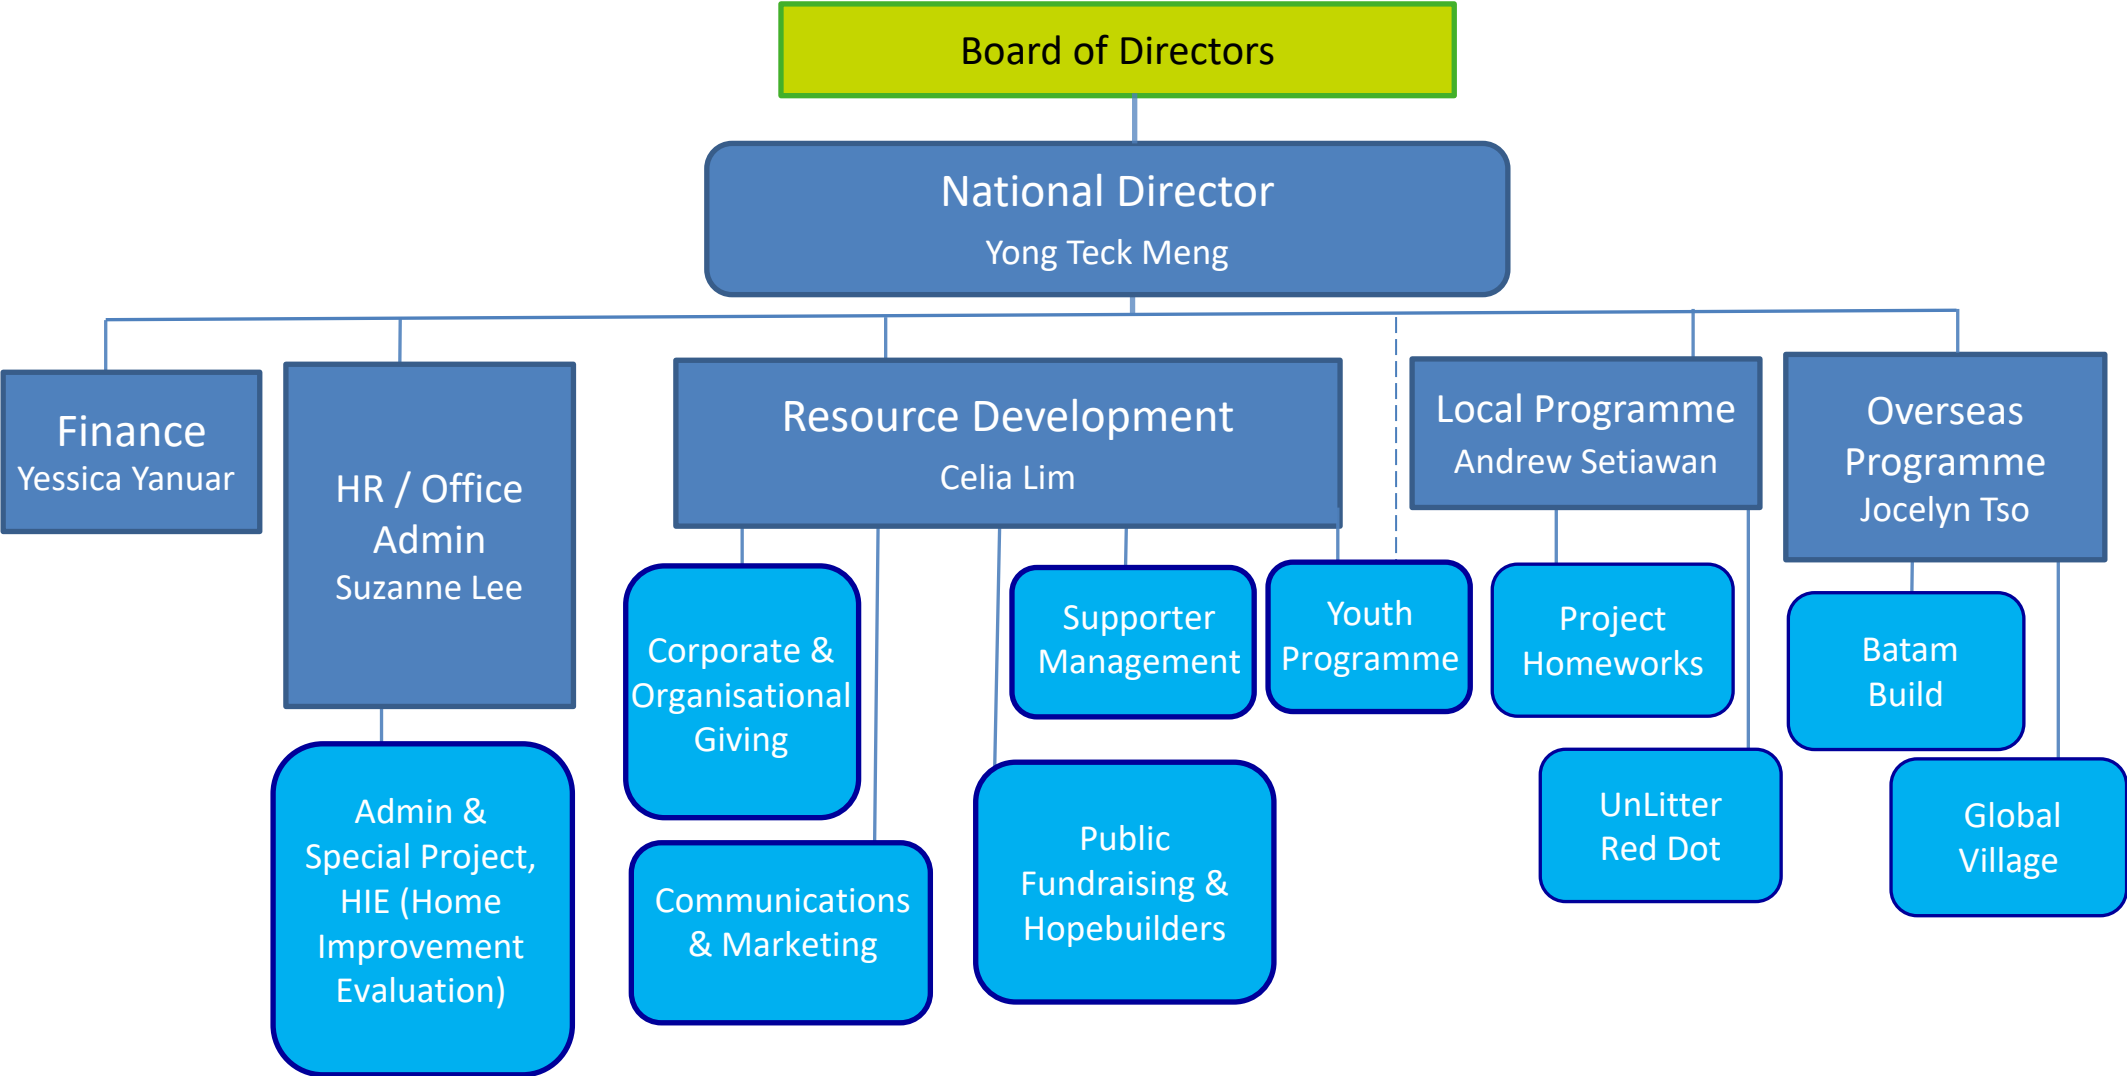 Board of Directors
National Director
Yong Teck Meng
Finance
Yessica Yanuar
HR / Office
Admin
Suzanne Lee
Resource Development
Celia Lim
Local Programme
Andrew Setiawan
Overseas
Programme
Jocelyn Tso
Admin &
Special Project,
HIE (Home
Improvement
Evaluation)
Corporate &
Organisational
Giving
Communications
& Marketing
Public
Fundraising &
Hopebuilders
Supporter
Management
Youth
Programme
Project
Homeworks
UnLitter
Red Dot
Batam
Build
Global
Village